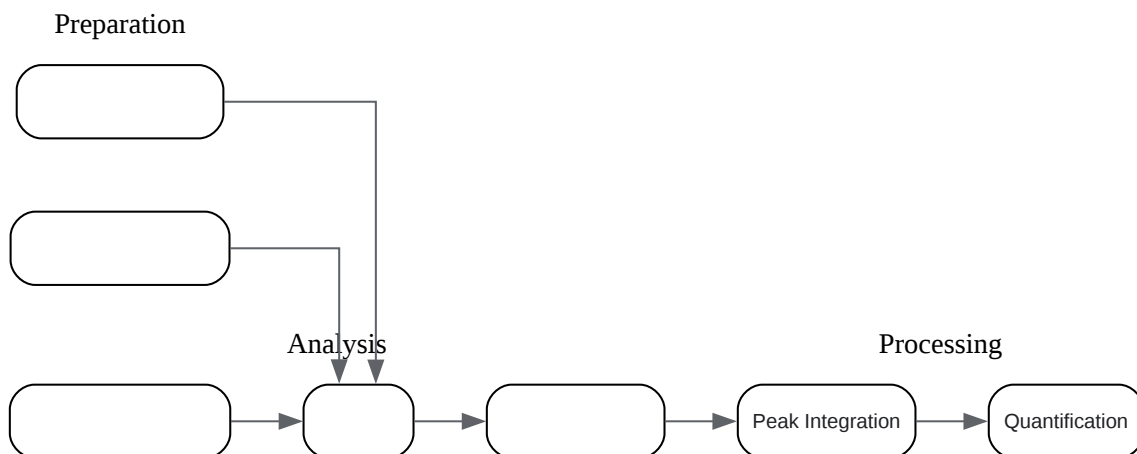 Preparation
Analysis
Processing
Peak Integration
Quantification